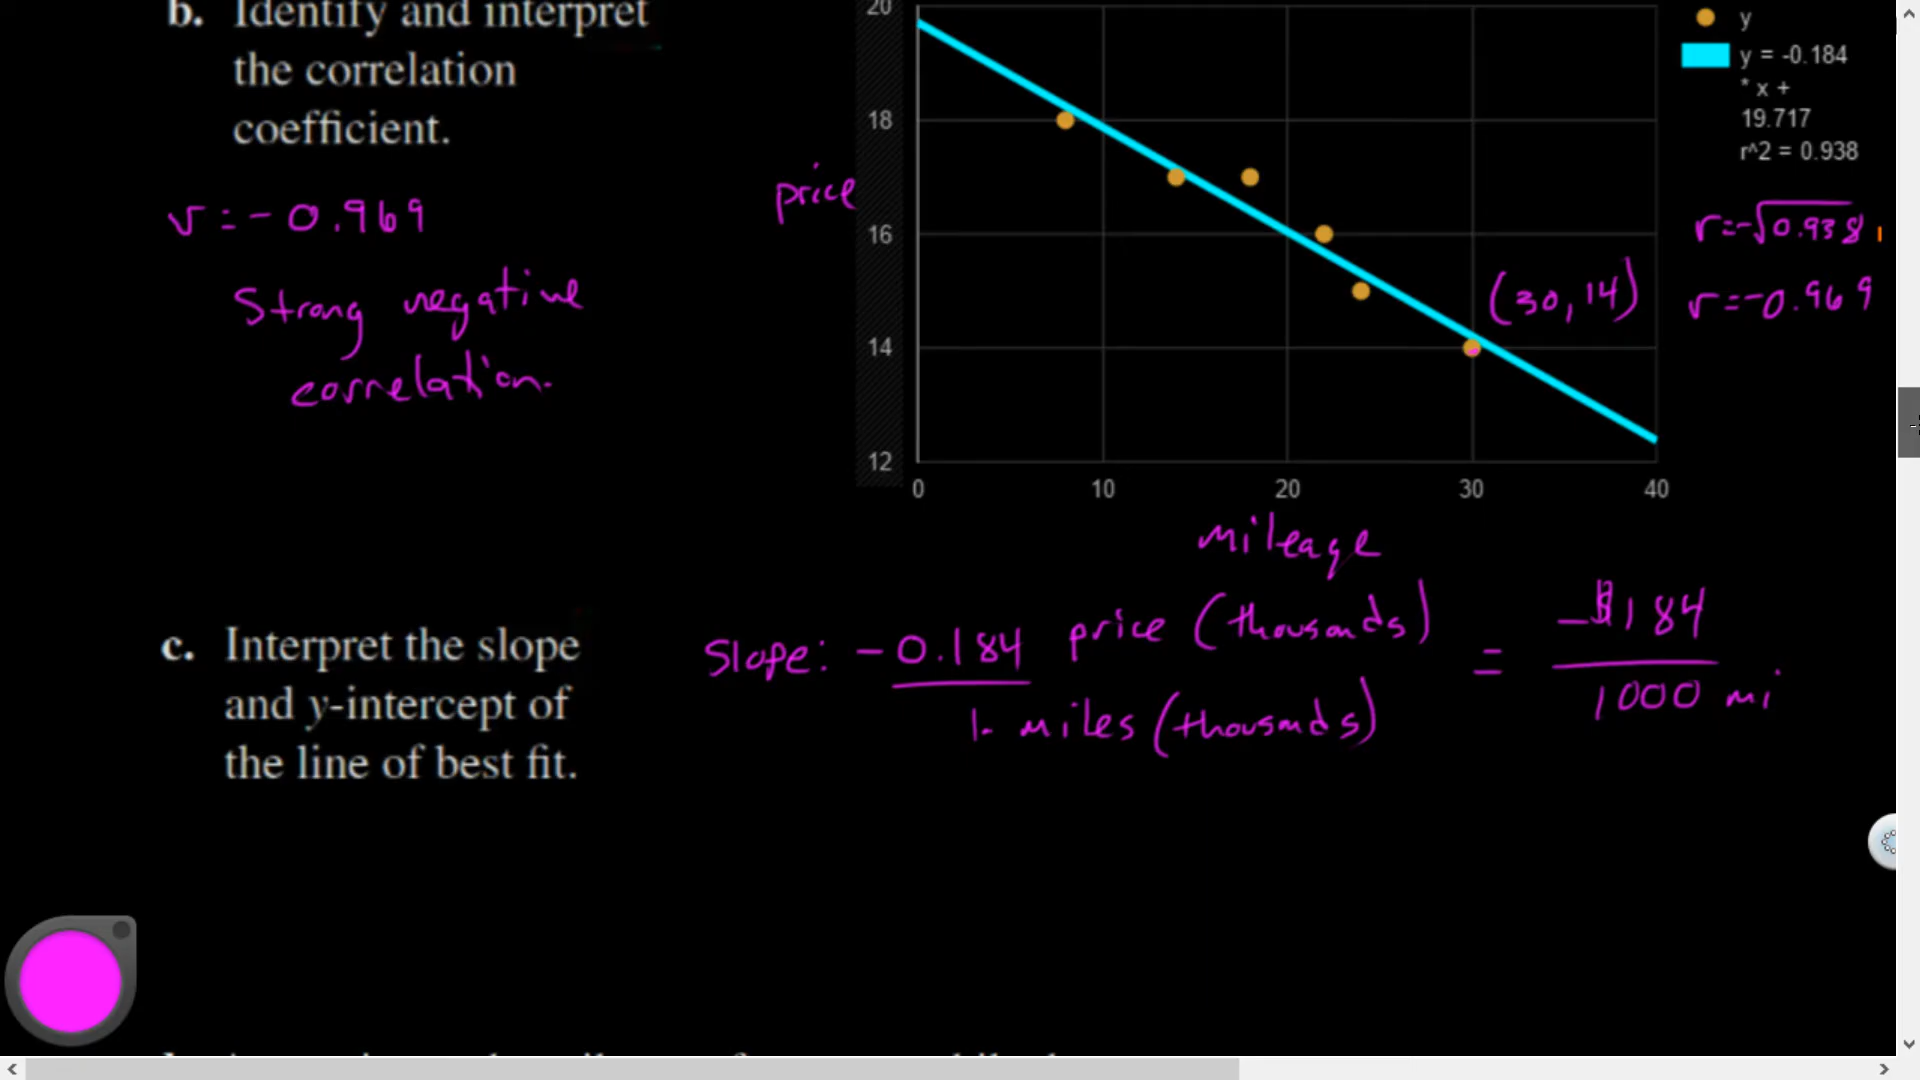 b. Identify and interpret
the correlation
coefficient.
r = - 0.969
Strong negative
correlation.
price
20
18
16
14
12
0 10 20 30 40
mileage
(30, 14)
y
y = -0.184
* x +
19.717
r^2 = 0.938
r = -√0.938
r = -0.969
c. Interpret the slope
and y-intercept of
the line of best fit.
Slope: -0.184 price (thousands)
1. miles (thousands)
=
-$184
1000 mi